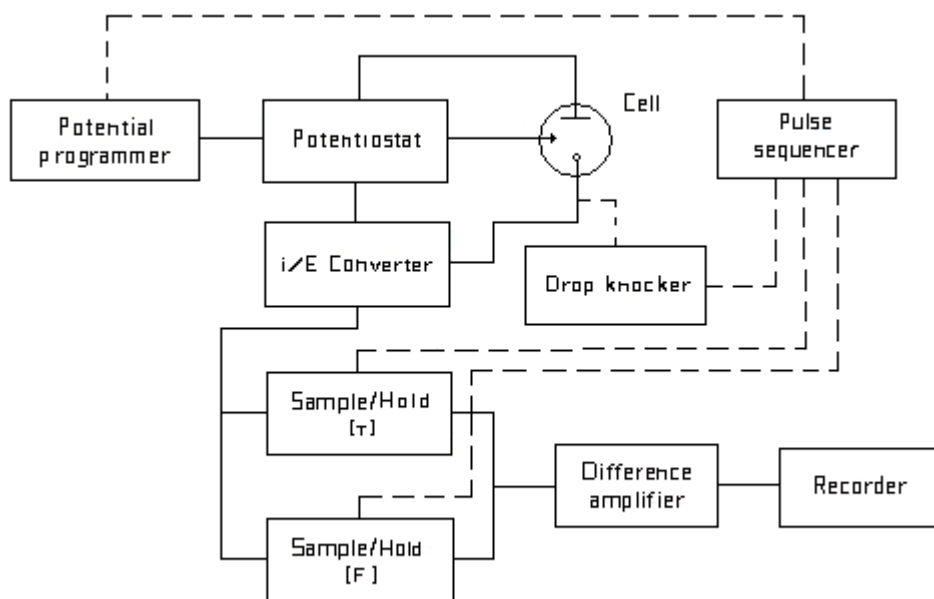 Cell
Potential
programmer
Potentiostat
Pulse
sequencer
i/E Converter
Drop knocker
Sample/Hold
[τ]
Difference
amplifier
Recorder
Sample/Hold
[F]